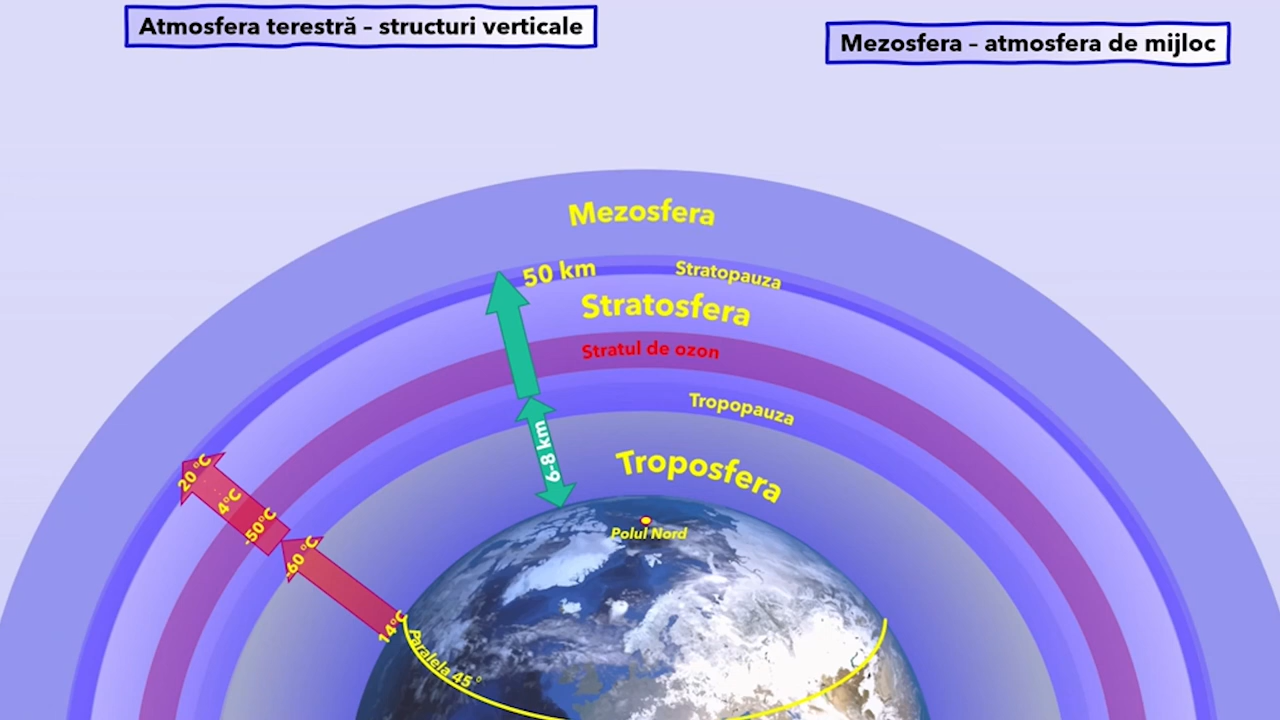 Atmosfera terestră – structuri verticale
Mezosfera – atmosfera de mijloc
Mezosfera
50 km
Stratopauza
Stratosfera
Stratul de ozon
Tropopauza
6-8 km
Troposfera
20 °C
4°C
-50°C
-60 °C
14°C
Polul Nord
Paralela 45 °